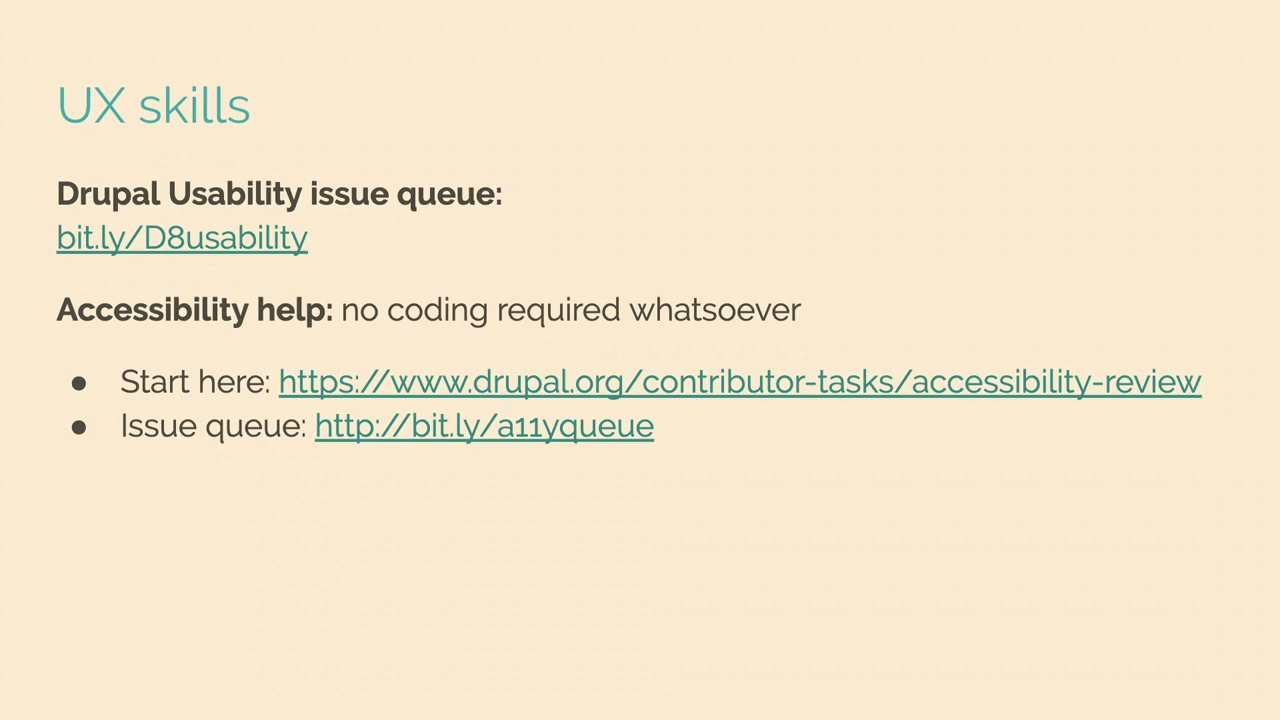 UX skills
Drupal Usability issue queue:
bit.ly/D8usability
Accessibility help: no coding required whatsoever
● Start here: https://www.drupal.org/contributor-tasks/accessibility-review
● Issue queue: http://bit.ly/a11yqueue